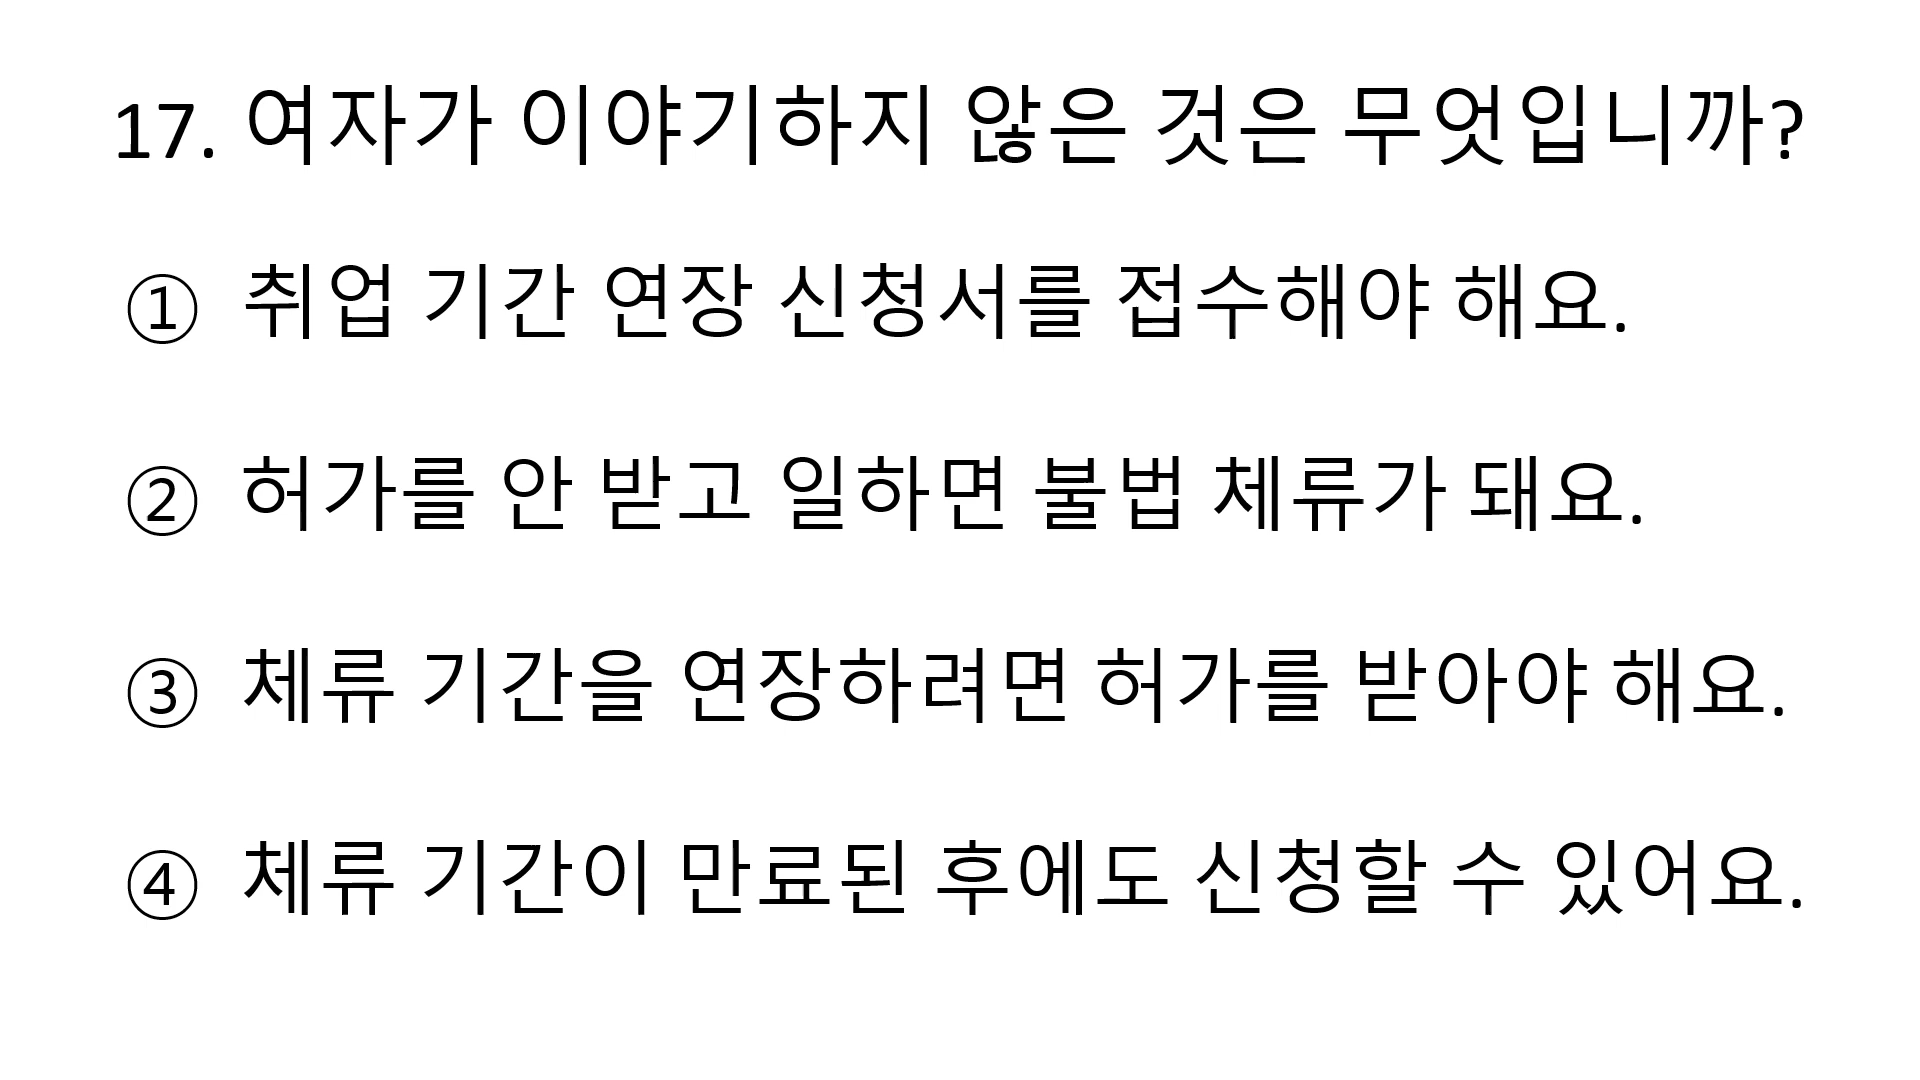 17. 여자가 이야기하지 않은 것은 무엇입니까?
① 취업 기간 연장 신청서를 접수해야 해요.
② 허가를 안 받고 일하면 불법 체류가 돼요.
③ 체류 기간을 연장하려면 허가를 받아야 해요.
④ 체류 기간이 만료된 후에도 신청할 수 있어요.